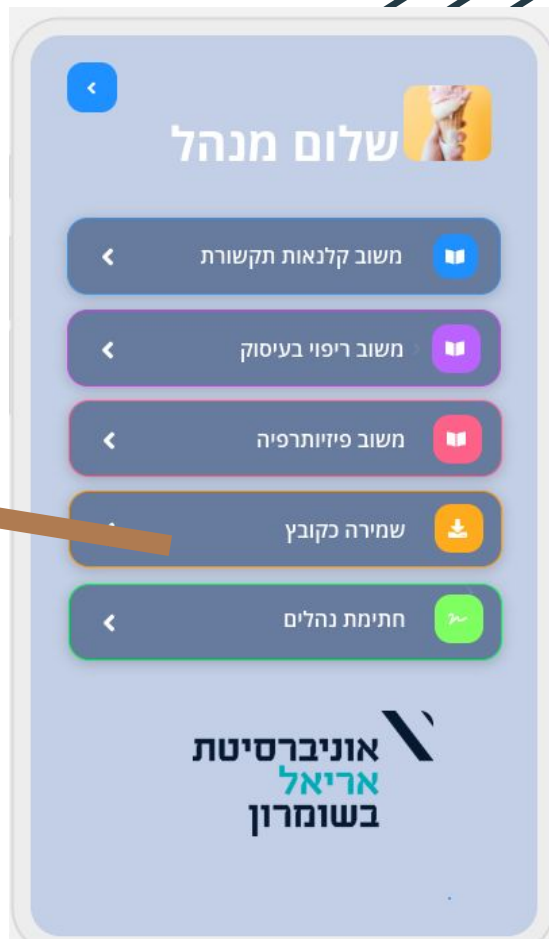 שלום מנהל
משוב קלנאות תקשורת
משוב ריפוי בעיסוק
משוב פיזיותרפיה
שמירה כקובץ
חתימת נהלים
אוניברסיטת
אריאל
בשומרון